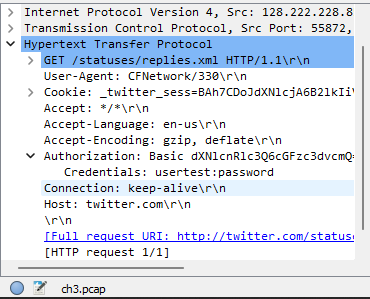 Internet Protocol Version 4, Src: 128.222.228.8
Transmission Control Protocol, Src Port: 55872,
Hypertext Transfer Protocol
GET /statuses/replies.xml HTTP/1.1\r\n
User-Agent: CFNetwork/330\r\n
Cookie: _twitter_sess=BAh7CDoJdXNlcjA6B2lkIiV
Accept: */*\r\n
Accept-Language: en-us\r\n
Accept-Encoding: gzip, deflate\r\n
Authorization: Basic dXNlcnRlc3Q6cGFzc3dvcmQ=
Credentials: usertest:password
Connection: keep-alive\r\n
Host: twitter.com\r\n
\r\n
[Full request URI: http://twitter.com/statuse
[HTTP request 1/1]
ch3.pcap